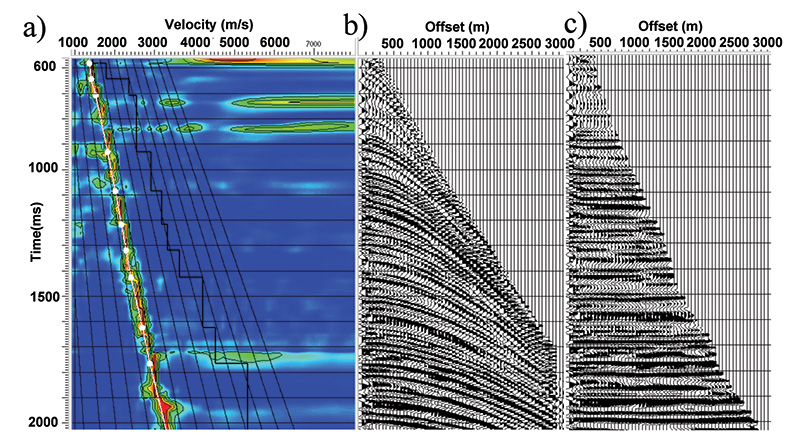 a)
Velocity (m/s)
1000 2000 3000 4000 5000 6000 7000
Time(ms)
600
1000
1500
2000
b)
Offset (m)
500 1000 1500 2000 2500 3000
c)
Offset (m)
500 1000 1500 2000 2500 3000